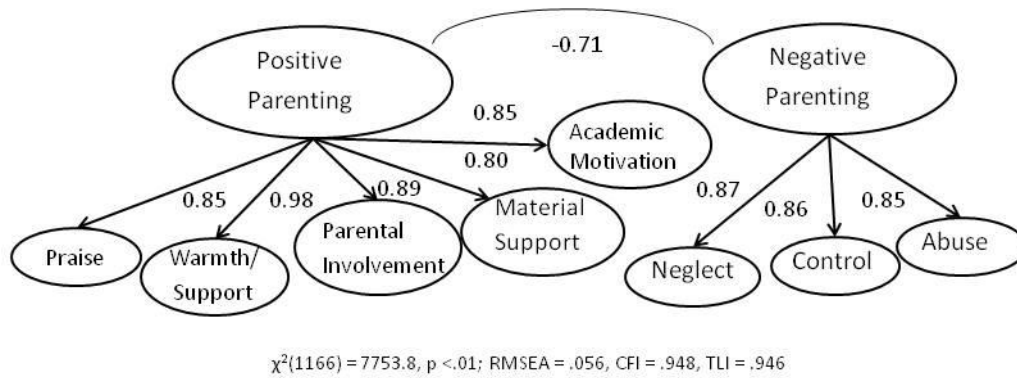 -0.71
Positive
Parenting
Negative
Parenting
0.85
Academic
Motivation
0.80
0.85
0.98
0.89
0.87
0.86
0.85
Praise
Warmth/
Support
Parental
Involvement
Material
Support
Neglect
Control
Abuse
χ²(1166) = 7753.8, p <.01; RMSEA = .056, CFI = .948, TLI = .946